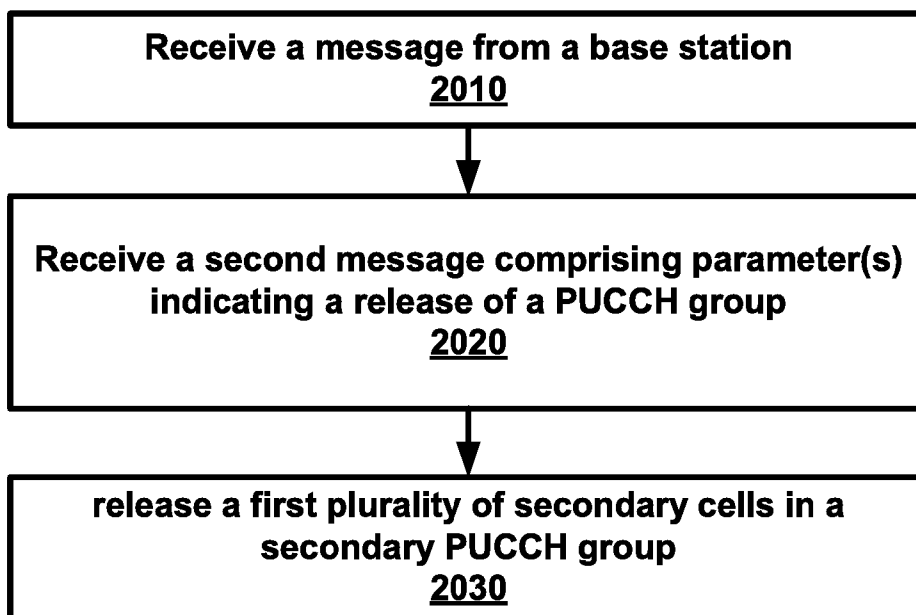 Receive a message from a base station
2010
Receive a second message comprising parameter(s)
indicating a release of a PUCCH group
2020
release a first plurality of secondary cells in a
secondary PUCCH group
2030